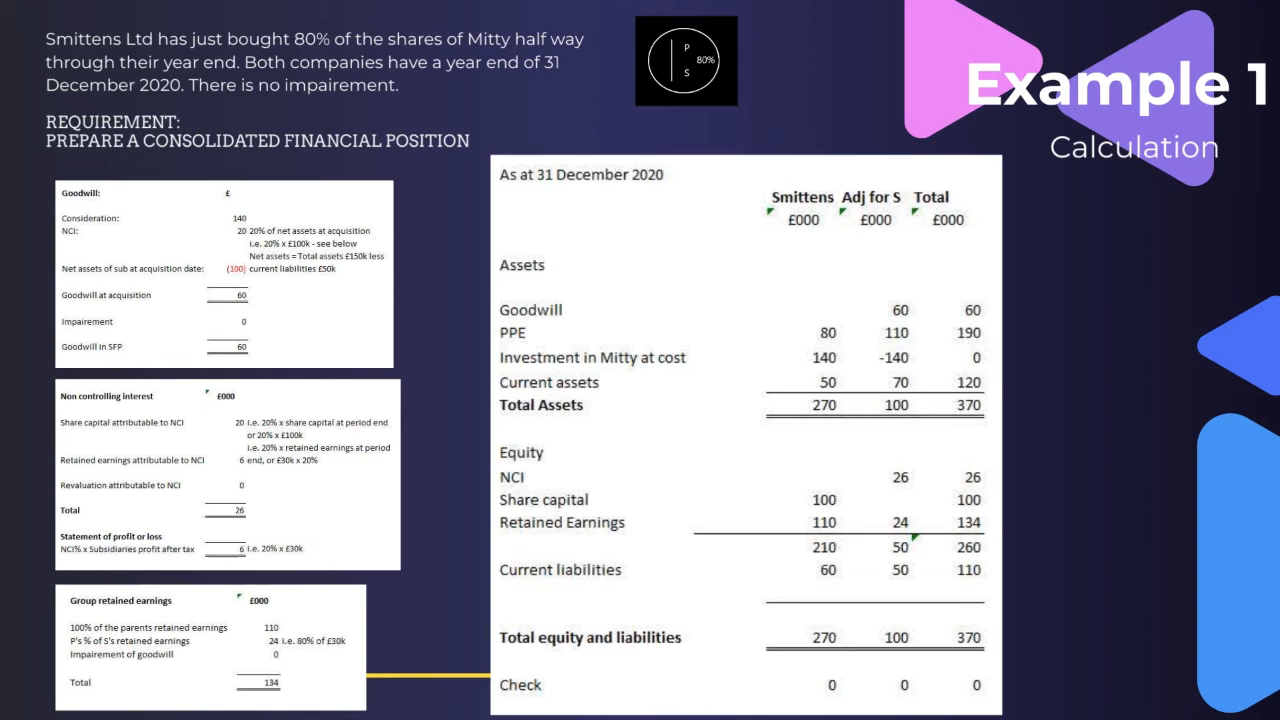 Smittens Ltd has just bought 80% of the shares of Mitty half way
through their year end. Both companies have a year end of 31
December 2020. There is no impairement.
REQUIREMENT:
PREPARE A CONSOLIDATED FINANCIAL POSITION
P
80%
S
Example 1
Calculation
Goodwill: £
Consideration: 140
NCI: 20 20% of net assets at acquisition
i.e. 20% x £100k - see below
Net assets = Total assets £150k less
Net assets of sub at acquisition date: (100) current liabilities £50k
Goodwill at acquisition 60
Impairement 0
Goodwill in SFP 60
Non controlling interest £000
Share capital attributable to NCI 20 i.e. 20% x share capital at period end
or 20% x £100k
i.e. 20% x retained earnings at period
Retained earnings attributable to NCI 6 end, or £30k x 20%
Revaluation attributable to NCI 0
Total 26
Statement of profit or loss
NCI% x Subsidiaries profit after tax 6 i.e. 20% x £30k
Group retained earnings £000
100% of the parents retained earnings 110
P's % of S's retained earnings 24 i.e. 80% of £30k
Impairment of goodwill 0
Total 134
As at 31 December 2020
Smittens Adj for S Total
£000 £000 £000
Assets
Goodwill 60 60
PPE 80 110 190
Investment in Mitty at cost 140 -140 0
Current assets 50 70 120
Total Assets 270 100 370
Equity
NCI 26 26
Share capital 100 100
Retained Earnings 110 24 134
210 50 260
Current liabilities 60 50 110
Total equity and liabilities 270 100 370
Check 0 0 0